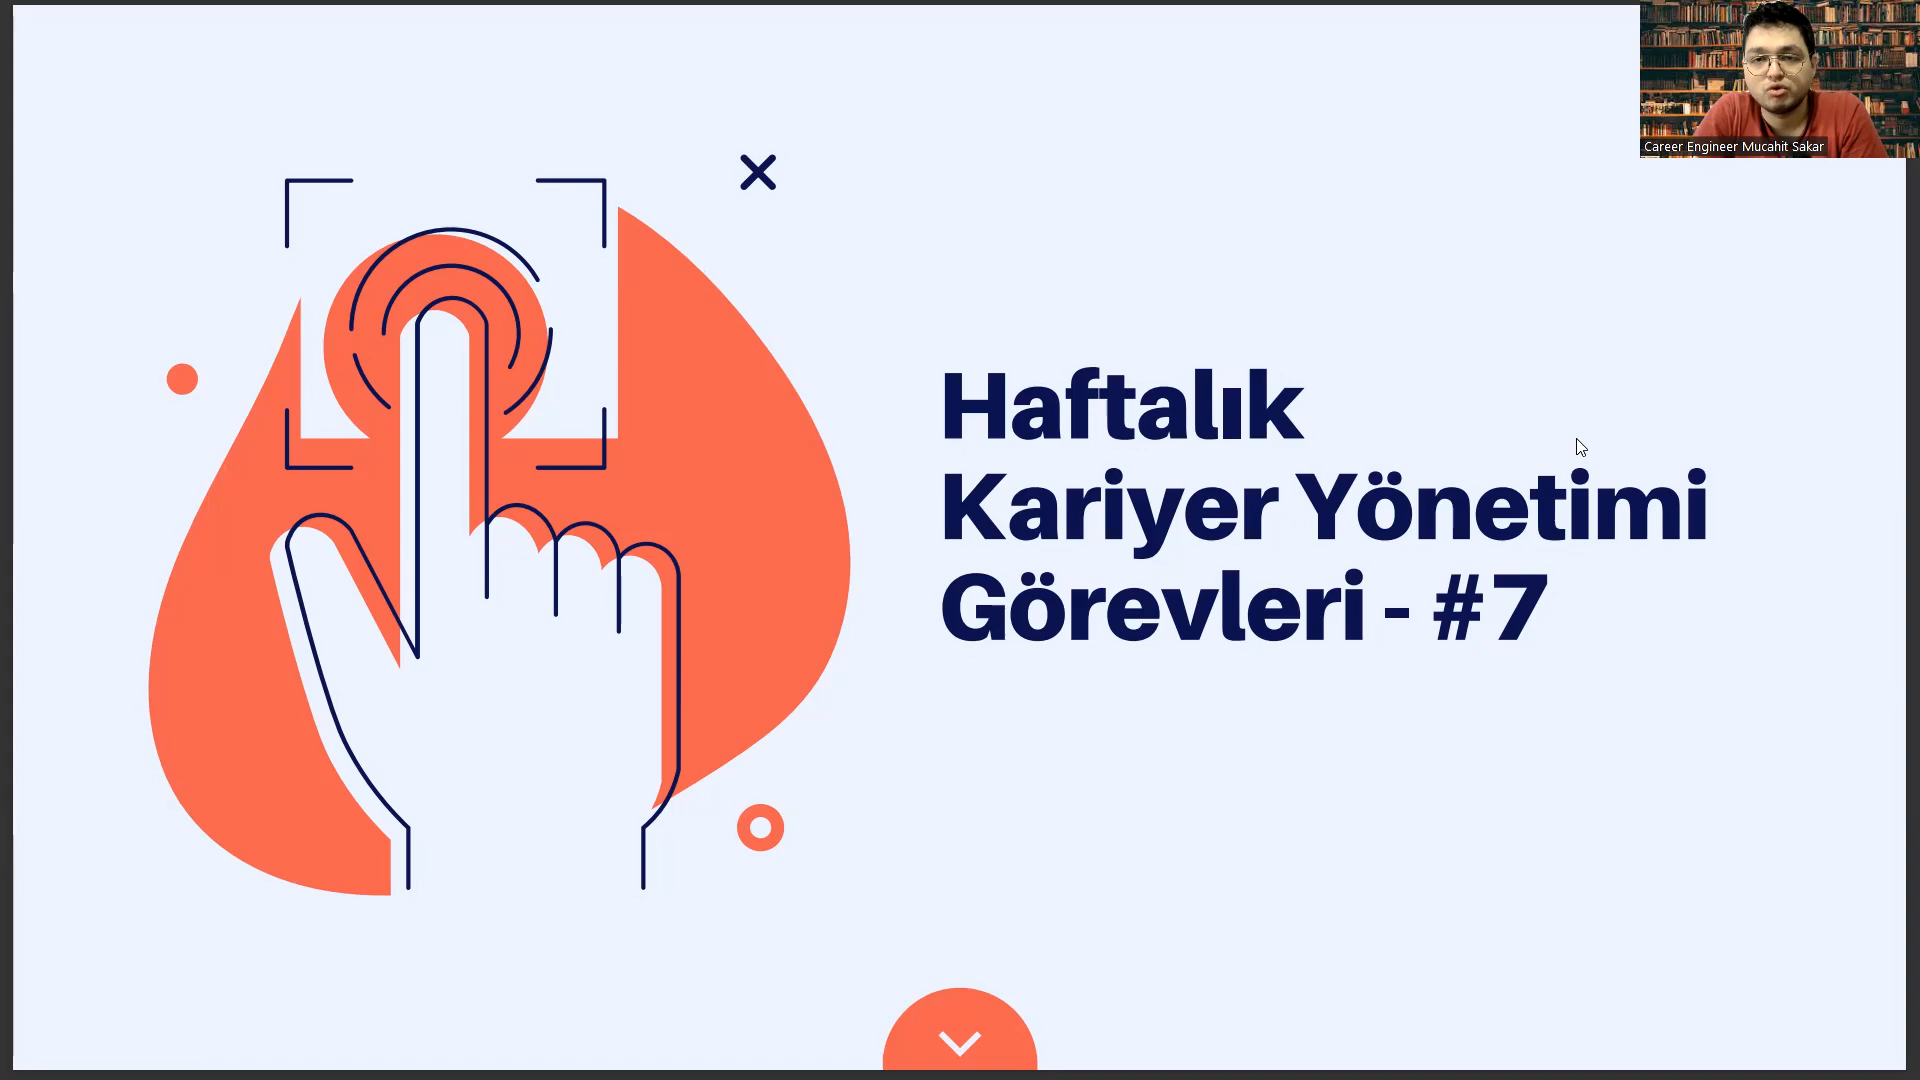 Career Engineer Mucahit Sakar
Haftalık
Kariyer Yönetimi
Görevleri - #7